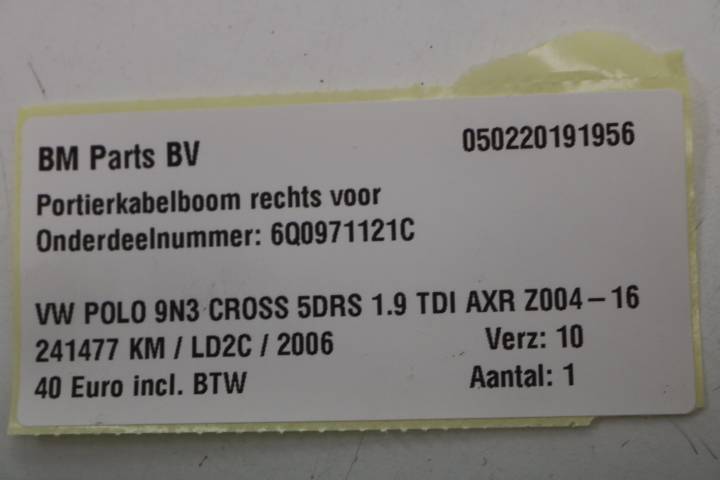 BM Parts BV 050220191956
Portierkabelboom rechts voor
Onderdeelnummer: 6Q0971121C
VW POLO 9N3 CROSS 5DRS 1.9 TDI AXR Z004-16
241477 KM / LD2C / 2006 Verz: 10
40 Euro incl. BTW Aantal: 1